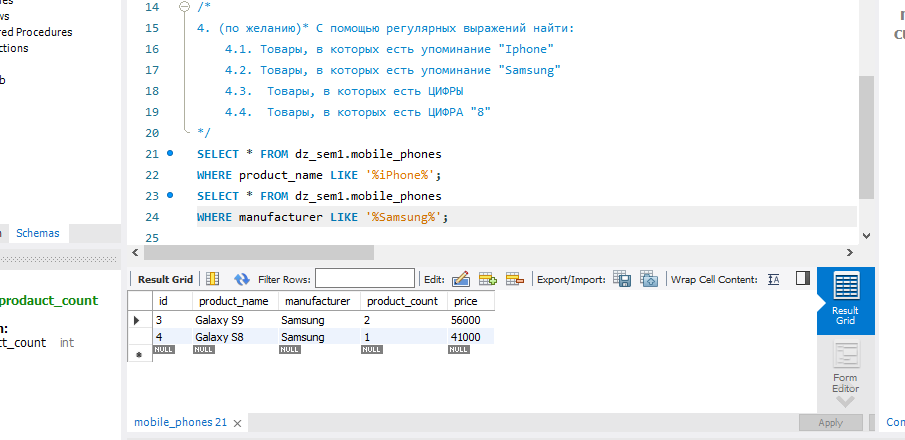 ws
red Procedures
ctions
b
Schemas
prodauct_count
n:
ct_count int
14 /*
15 4. (по желанию)* С помощью регулярных выражений найти:
16 4.1. Товары, в которых есть упоминание "Iphone"
17 4.2. Товары, в которых есть упоминание "Samsung"
18 4.3. Товары, в которых есть ЦИФРЫ
19 4.4. Товары, в которых есть ЦИФРА "8"
20 */
21 SELECT * FROM dz_sem1.mobile_phones
22 WHERE product_name LIKE '%iPhone%';
23 SELECT * FROM dz_sem1.mobile_phones
24 WHERE manufacturer LIKE '%Samsung%';
25
Result Grid Filter Rows: Edit: Export/Import: Wrap Cell Content: IA
id product_name manufacturer product_count price
3 Galaxy S9 Samsung 2 56000
4 Galaxy S8 Samsung 1 41000
NULL NULL NULL NULL NULL
Result
Grid
Form
Editor
mobile_phones 21
Apply
Con